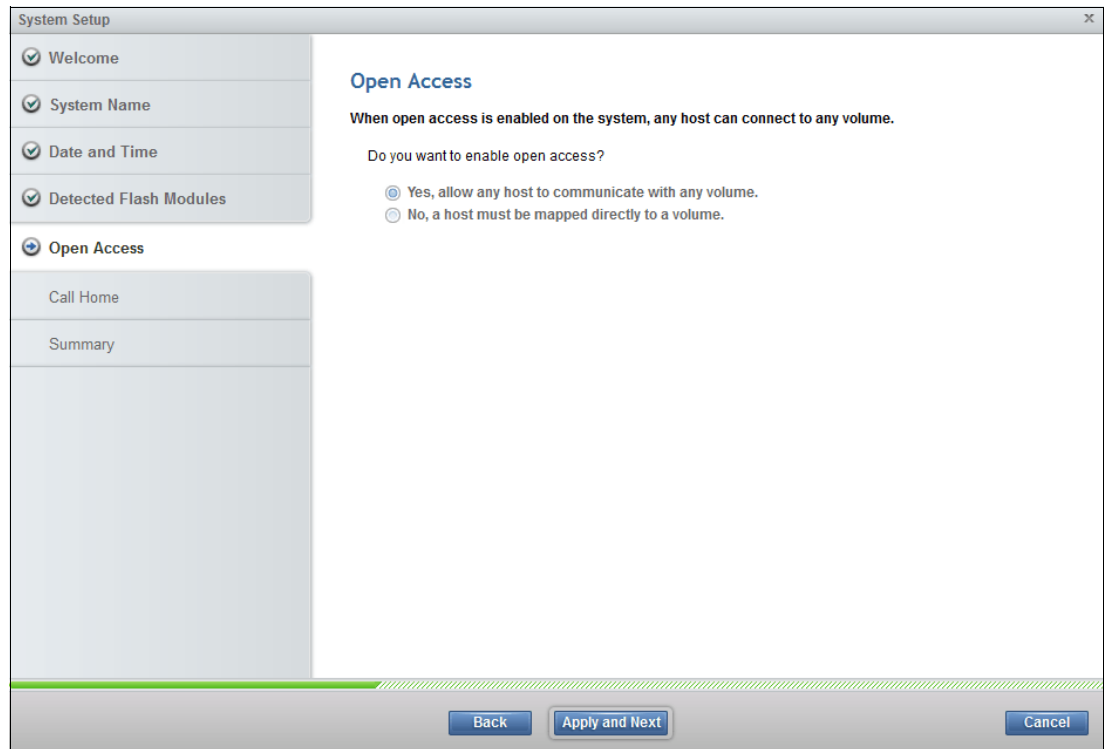 System Setup
x
Welcome
System Name
Date and Time
Detected Flash Modules
Open Access
Call Home
Summary
Open Access
When open access is enabled on the system, any host can connect to any volume.
Do you want to enable open access?
Yes, allow any host to communicate with any volume.
No, a host must be mapped directly to a volume.
Back
Apply and Next
Cancel